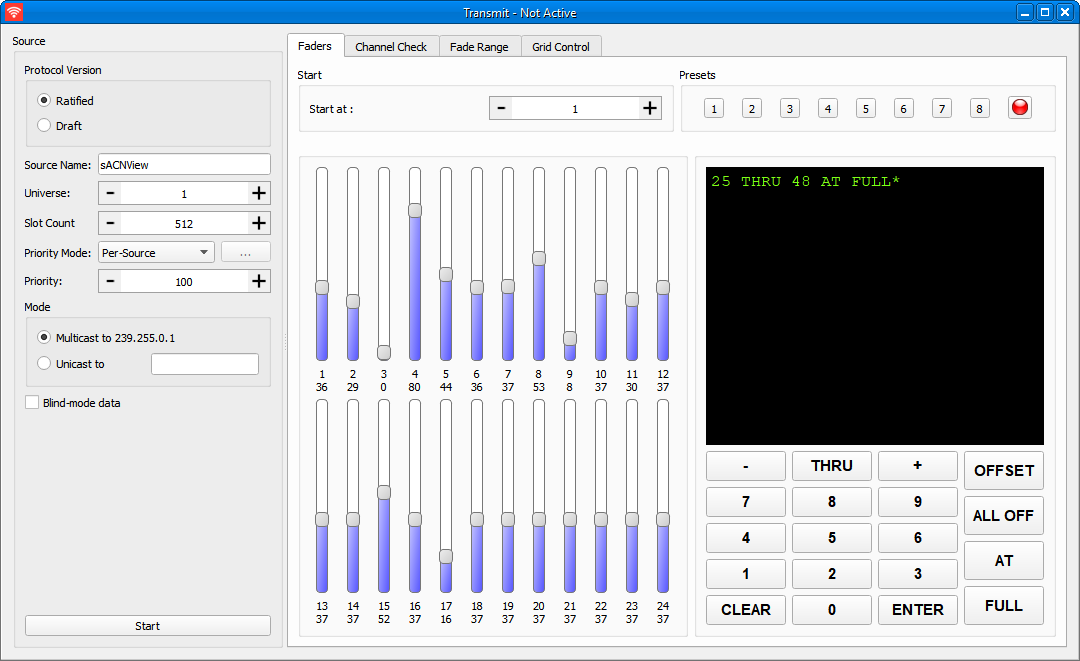 Transmit - Not Active
Source
Protocol Version
Ratified
Draft
Source Name: sACNView
Universe: - 1 +
Slot Count - 512 +
Priority Mode: Per-Source ...
Priority: - 100 +
Mode
Multicast to 239.255.0.1
Unicast to
Blind-mode data
Start
Faders Channel Check Fade Range Grid Control
Start
Start at : - 1 +
Presets
1 2 3 4 5 6 7 8
1 2 3 4 5 6 7 8 9 10 11 12
36 29 0 80 44 36 37 53 8 37 30 37
13 14 15 16 17 18 19 20 21 22 23 24
37 37 52 37 16 37 37 37 37 37 37 37
25 THRU 48 AT FULL*
- THRU + OFFSET
7 8 9 ALL OFF
4 5 6 AT
1 2 3 FULL
CLEAR 0 ENTER